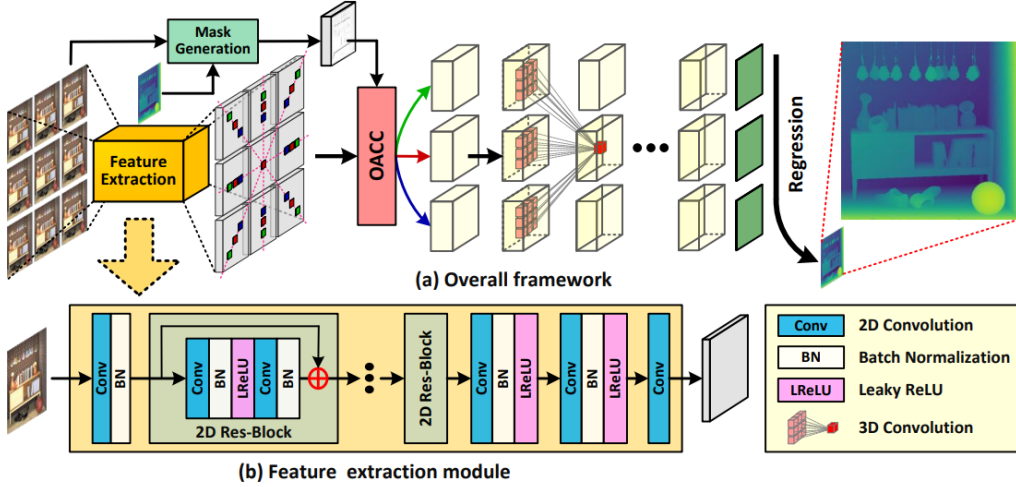 Mask
Generation
Feature
Extraction
OACC
Regression
(a) Overall framework
Conv
BN
Conv
BN
LReLU
Conv
BN
2D Res-Block
2D Res-Block
Conv
BN
LReLU
Conv
BN
LReLU
Conv
(b) Feature extraction module
Conv 2D Convolution
BN Batch Normalization
LReLU Leaky ReLU
3D Convolution